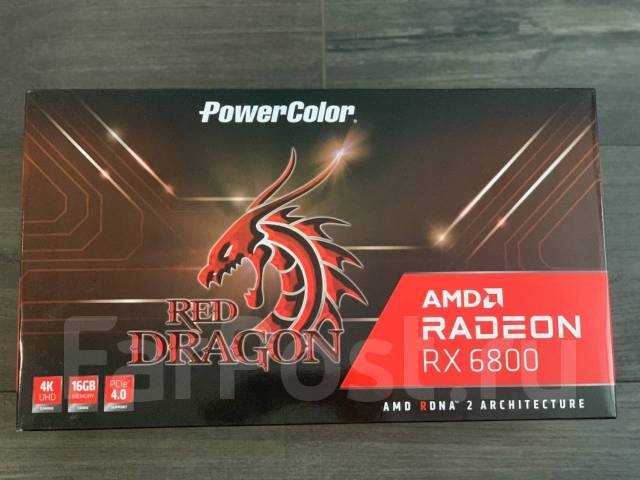 PowerColor
RED
DRAGON
AMD
RADEON
RX 6800
4K
UHD
16GB
MEMORY
PCIe
4.0
AMD RDNA™ 2 ARCHITECTURE
FarPost.ru